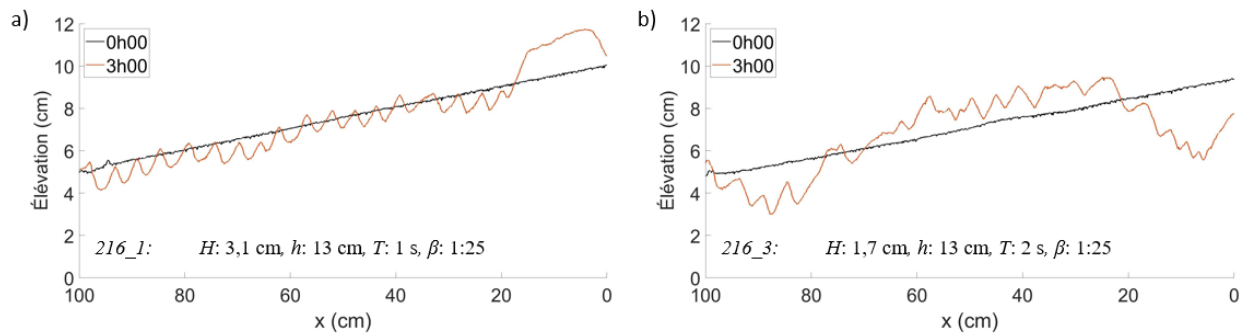 a)
12
10
8
6
4
2
0
Élévation (cm)
0h00
3h00
216_1: H: 3,1 cm, h: 13 cm, T: 1 s, β: 1:25
100 80 60 40 20 0
x (cm)
b)
12
10
8
6
4
2
0
Élévation (cm)
0h00
3h00
216_3: H: 1,7 cm, h: 13 cm, T: 2 s, β: 1:25
100 80 60 40 20 0
x (cm)